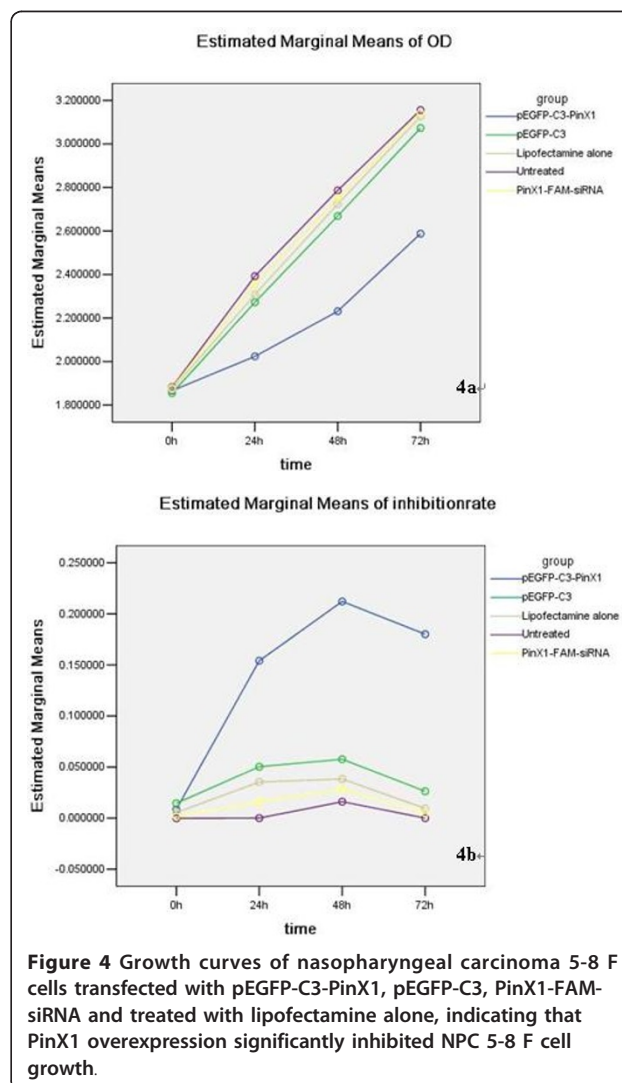 Estimated Marginal Means of OD
Estimated Marginal Means
3.200000
3.000000
2.800000
2.600000
2.400000
2.200000
2.000000
1.800000
0h 24h 48h 72h
time
group
pEGFP-C3-PinX1
pEGFP-C3
Lipofectamine alone
Untreated
PinX1-FAM-siRNA
4a
Estimated Marginal Means of inhibitionrate
Estimated Marginal Means
0.250000
0.200000
0.150000
0.100000
0.050000
0.000000
-0.050000
0h 24h 48h 72h
time
group
pEGFP-C3-PinX1
pEGFP-C3
Lipofectamine alone
Untreated
PinX1-FAM-siRNA
4b
Figure 4 Growth curves of nasopharyngeal carcinoma 5-8 F
cells transfected with pEGFP-C3-PinX1, pEGFP-C3, PinX1-FAM-
siRNA and treated with lipofectamine alone, indicating that
PinX1 overexpression significantly inhibited NPC 5-8 F cell
growth.